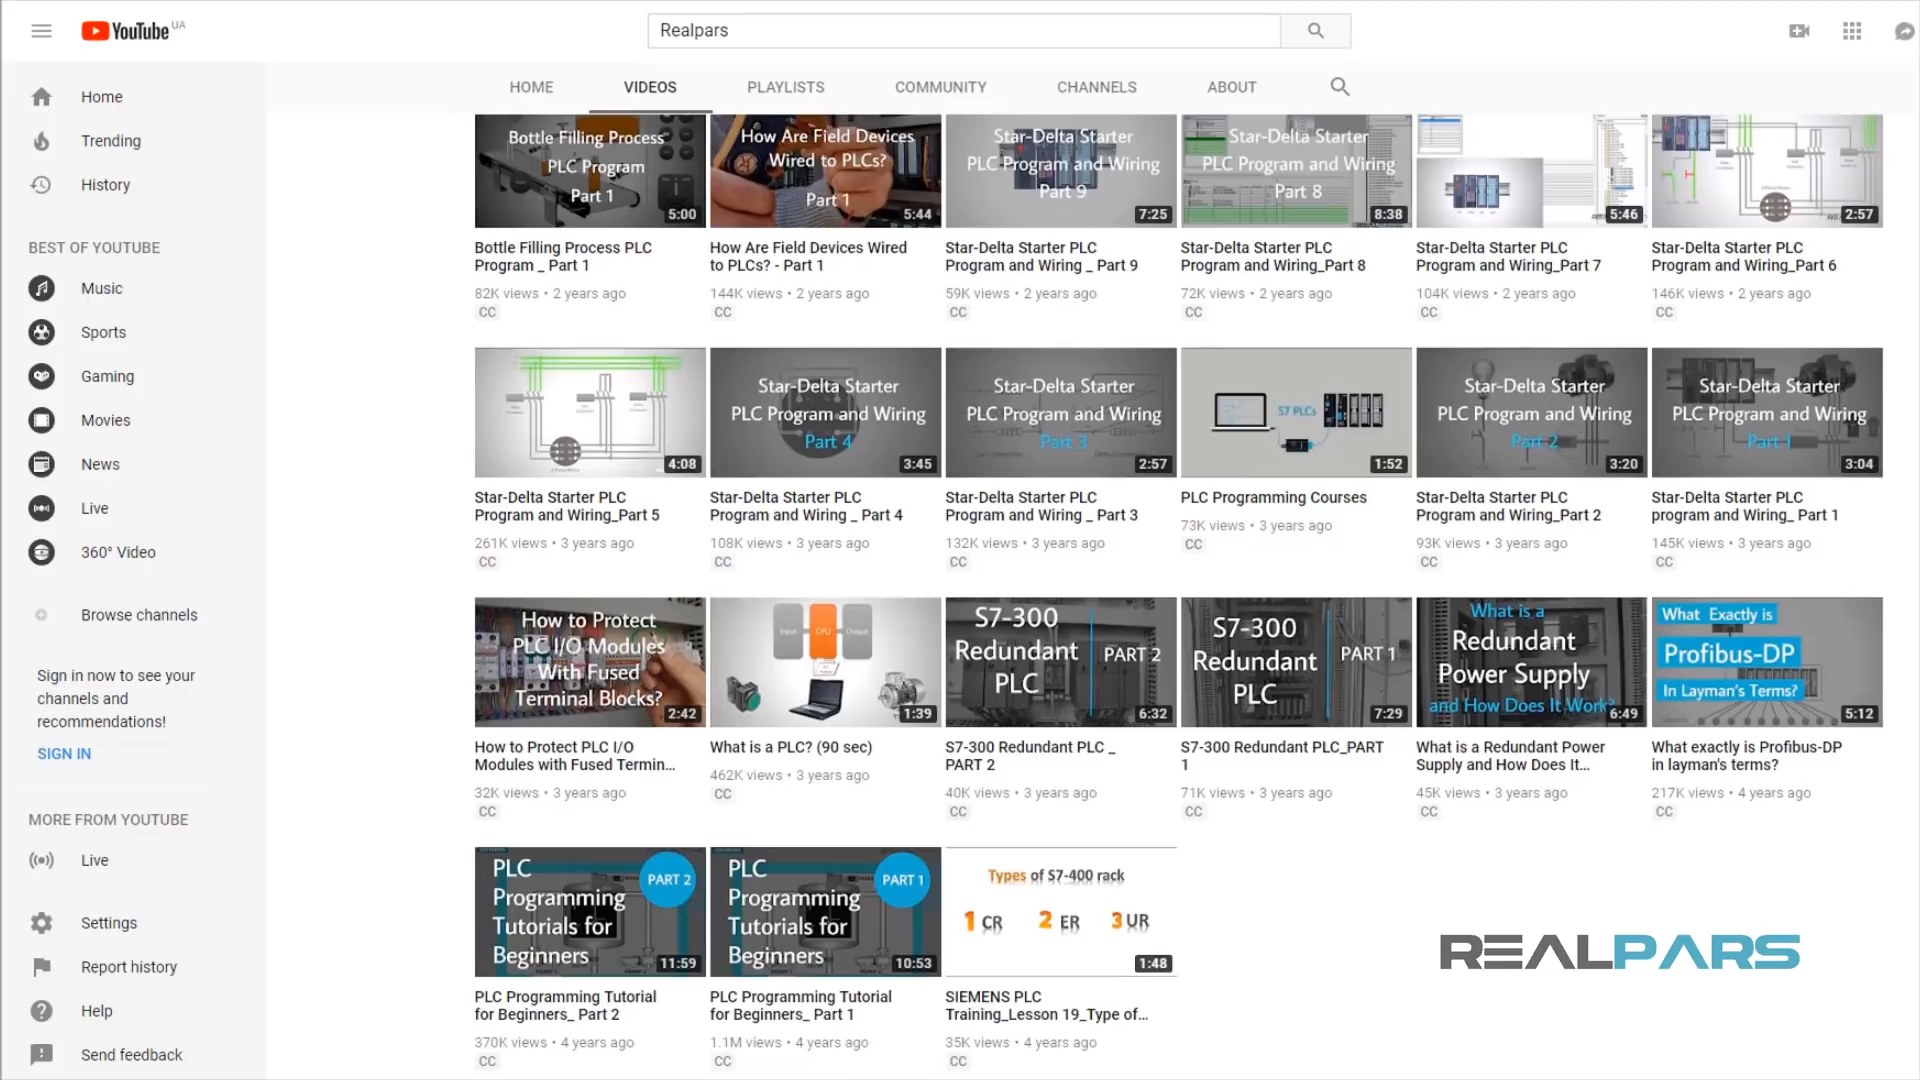 YouTube UA
Realpars
HOME VIDEOS PLAYLISTS COMMUNITY CHANNELS ABOUT
Home
Trending
History
BEST OF YOUTUBE
Music
Sports
Gaming
Movies
News
Live
360° Video
Browse channels
Sign in now to see your
channels and
recommendations!
SIGN IN
MORE FROM YOUTUBE
Live
Settings
Report history
Help
Send feedback
Bottle Filling Process
PLC Program
Part 1
5:00
Bottle Filling Process PLC
Program _ Part 1
82K views • 2 years ago
CC
How Are Field Devices
Wired to PLCs?
Part 1
5:44
How Are Field Devices Wired
to PLCs? - Part 1
144K views • 2 years ago
CC
Star-Delta Starter
PLC Program and Wiring
Part 9
7:25
Star-Delta Starter PLC
Program and Wiring _ Part 9
59K views • 2 years ago
CC
Star-Delta Starter
PLC Program and Wiring
Part 8
8:38
Star-Delta Starter PLC
Program and Wiring_Part 8
72K views • 2 years ago
CC
5:46
Star-Delta Starter PLC
Program and Wiring_Part 7
104K views • 2 years ago
CC
2:57
Star-Delta Starter PLC
Program and Wiring_Part 6
146K views • 2 years ago
CC
4:08
Star-Delta Starter PLC
Program and Wiring_Part 5
261K views • 3 years ago
CC
Star-Delta Starter
PLC Program and Wiring
Part 4
3:45
Star-Delta Starter PLC
Program and Wiring _ Part 4
108K views • 3 years ago
CC
Star-Delta Starter
PLC Program and Wiring
Part 3
2:57
Star-Delta Starter PLC
Program and Wiring _ Part 3
132K views • 3 years ago
CC
S7 PLCs
1:52
PLC Programming Courses
73K views • 3 years ago
CC
Star-Delta Starter
PLC Program and Wiring
Part 2
3:20
Star-Delta Starter PLC
Program and Wiring_Part 2
93K views • 3 years ago
CC
Star-Delta Starter
PLC Program and Wiring
Part 1
3:04
Star-Delta Starter PLC
program and Wiring_ Part 1
145K views • 3 years ago
CC
How to Protect
PLC I/O Modules
With Fused
Terminal Blocks?
2:42
How to Protect PLC I/O
Modules with Fused Termin...
32K views • 3 years ago
CC
Input CPU Output
1:39
What is a PLC? (90 sec)
462K views • 3 years ago
CC
S7-300
Redundant
PLC
PART 2
6:32
S7-300 Redundant PLC _
PART 2
40K views • 3 years ago
CC
S7-300
Redundant
PLC
PART 1
7:29
S7-300 Redundant PLC_PART
1
71K views • 3 years ago
CC
What is a
Redundant
Power Supply
and How Does It Work?
6:49
What is a Redundant Power
Supply and How Does It...
45K views • 3 years ago
CC
What Exactly is
Profibus-DP
In Layman's Terms?
5:12
What exactly is Profibus-DP
in layman's terms?
217K views • 4 years ago
CC
PLC
Programming
Tutorials for
Beginners
PART 2
11:59
PLC Programming Tutorial
for Beginners_ Part 2
370K views • 4 years ago
CC
PLC
Programming
Tutorials for
Beginners
PART 1
10:53
PLC Programming Tutorial
for Beginners_ Part 1
1.1M views • 4 years ago
CC
Types of S7-400 rack
1 CR 2 ER 3 UR
1:48
SIEMENS PLC
Training_Lesson 19_Type of...
35K views • 4 years ago
CC
REALPARS